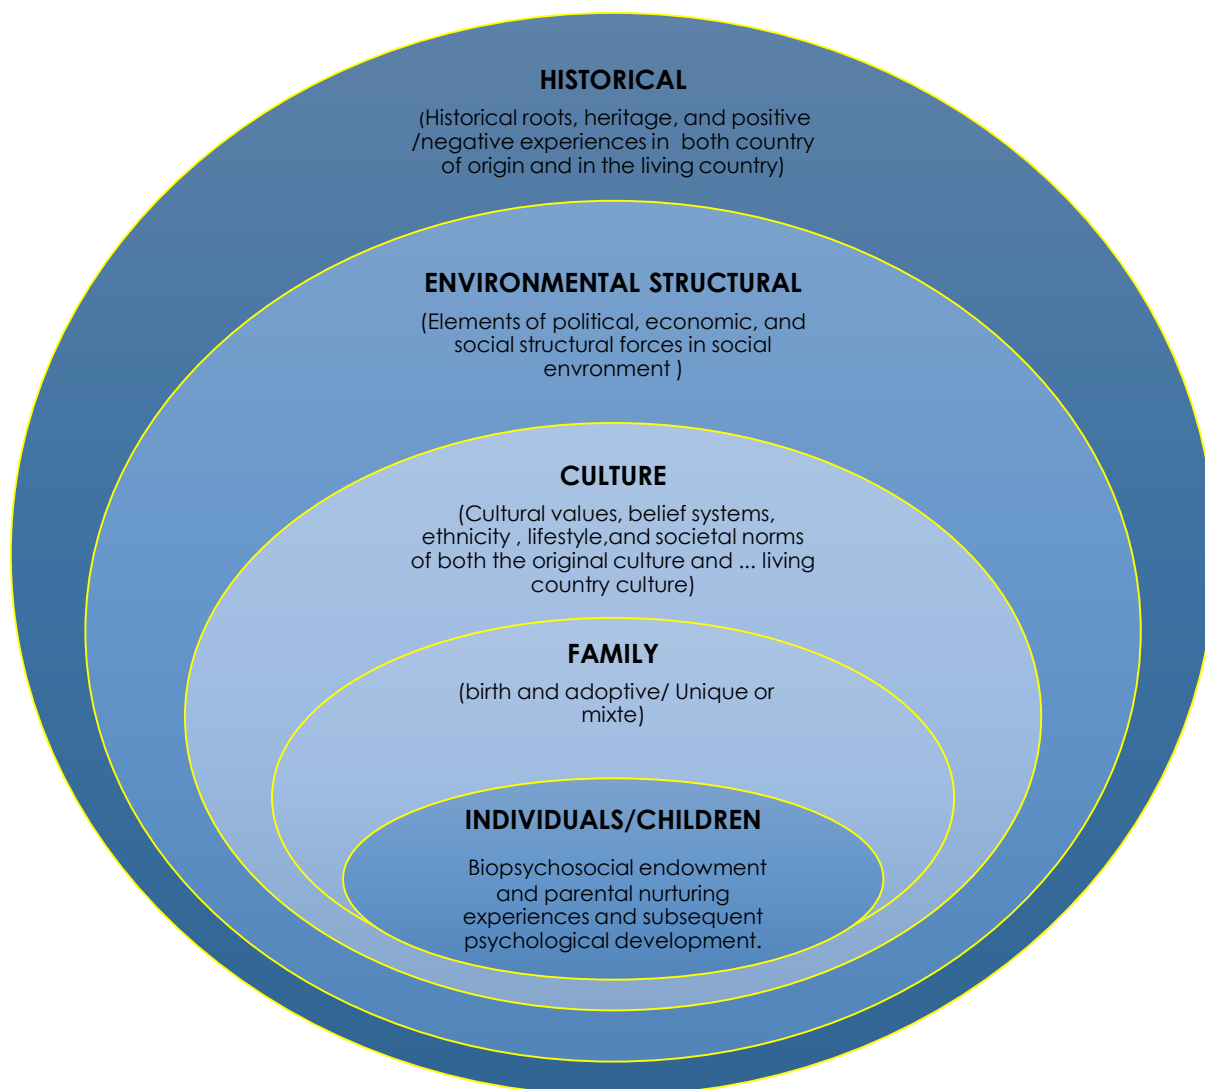 HISTORICAL
(Historical roots, heritage, and positive
/negative experiences in both country
of origin and in the living country)
ENVIRONMENTAL STRUCTURAL
(Elements of political, economic, and
social structural forces in social
envronment )
CULTURE
(Cultural values, belief systems,
ethnicity , lifestyle,and societal norms
of both the original culture and ... living
country culture)
FAMILY
(birth and adoptive/ Unique or
mixte)
INDIVIDUALS/CHILDREN
Biopsychosocial endowment
and parental nurturing
experiences and subsequent
psychological development.